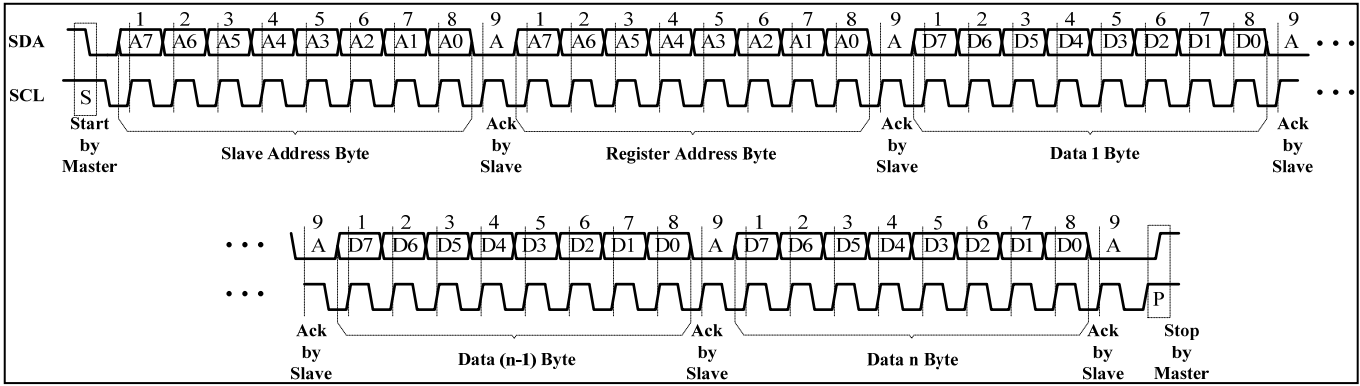 1 2 3 4 5 6 7 8 9 1 2 3 4 5 6 7 8 9 1 2 3 4 5 6 7 8 9
SDA A7 A6 A5 A4 A3 A2 A1 A0 A A7 A6 A5 A4 A3 A2 A1 A0 A D7 D6 D5 D4 D3 D2 D1 D0 A • • •
SCL S • • •
Start by Master
Slave Address Byte
Ack by Slave
Register Address Byte
Ack by Slave
Data 1 Byte
Ack by Slave
9 1 2 3 4 5 6 7 8 9 1 2 3 4 5 6 7 8 9
• • • A D7 D6 D5 D4 D3 D2 D1 D0 A D7 D6 D5 D4 D3 D2 D1 D0 A
• • • P
Ack by Slave
Data (n-1) Byte
Ack by Slave
Data n Byte
Ack by Slave
Stop by Master